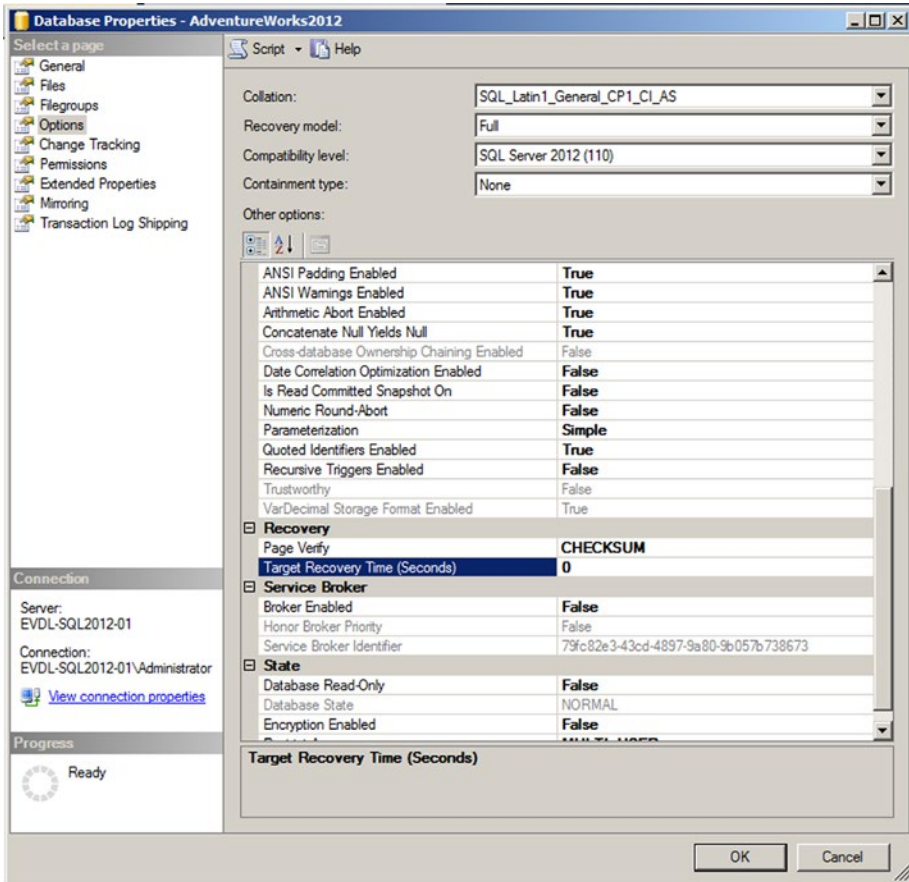 Database Properties - AdventureWorks2012
Select a page
General
Files
Filegroups
Options
Change Tracking
Permissions
Extended Properties
Mirroring
Transaction Log Shipping
Script Help
Collation: SQL_Latin1_General_CP1_CI_AS
Recovery model: Full
Compatibility level: SQL Server 2012 (110)
Containment type: None
Other options:
ANSI Padding Enabled True
ANSI Warnings Enabled True
Arithmetic Abort Enabled True
Concatenate Null Yields Null True
Cross-database Ownership Chaining Enabled False
Date Correlation Optimization Enabled False
Is Read Committed Snapshot On False
Numeric Round-Abort False
Parameterization Simple
Quoted Identifiers Enabled True
Recursive Triggers Enabled False
Trustworthy False
VarDecimal Storage Format Enabled True
Recovery
Page Verify CHECKSUM
Target Recovery Time (Seconds) 0
Service Broker
Broker Enabled False
Honor Broker Priority False
Service Broker Identifier 79fc82e3-43cd-4897-9a80-9b057b738673
State
Database Read-Only False
Database State NORMAL
Encryption Enabled False
Target Recovery Time (Seconds)
Connection
Server:
EVDL-SQL2012-01
Connection:
EVDL-SQL2012-01\Administrator
View connection properties
Progress
Ready
OK Cancel